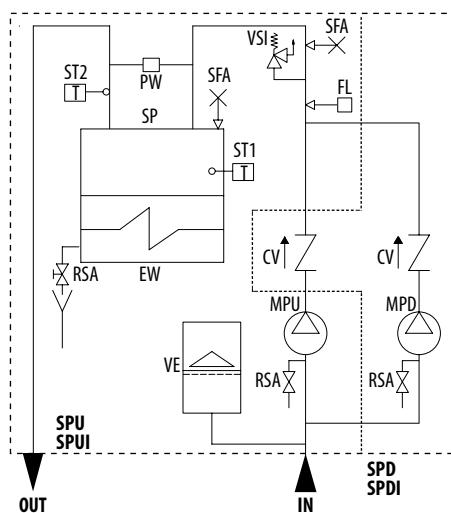 VSI
SFA
ST2
T
PW
SFA
FL
SP
ST1
T
CV
CV
RSA
EW
MPU
MPD
VE
RSA
RSA
SPU
SPUI
SPD
SPDI
OUT
IN